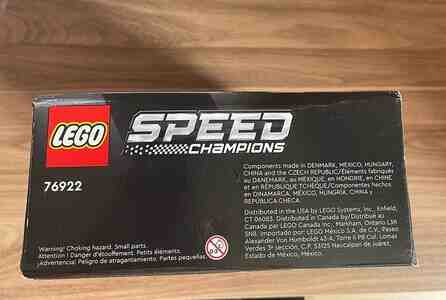 LEGO
SPEED
CHAMPIONS
76922
Components made in DENMARK, MEXICO, HUNGARY,
CHINA and the CZECH REPUBLIC/Éléments fabriqués
au DANEMARK, au MEXIQUE, en HONGRIE, en CHINE
et en RÉPUBLIQUE TCHÈQUE/Componentes hechos
en DINAMARCA, MÉXICO, HUNGRÍA, CHINA y
REPÚBLICA CHECA.
Distributed in the USA by LEGO Systems, Inc., Enfield,
CT 06083. Distributed in Canada by/Distribué au
Canada par LEGO Canada Inc., Markham, Ontario L3R
5H8. Importado por: LEGO México S.A. de C.V., Paseo
Alexander Von Humboldt 43-A, Torre 6 PB Col. Lomas
Verdes 3ª sección, C.P. 53125 Naucalpan de Juárez,
Estado de México, México.
Warning! Choking hazard. Small parts.
Attention! Danger d'étouffement. Petits éléments.
¡Advertencia! Peligro de atragantamiento. Partes pequeñas.
0-3